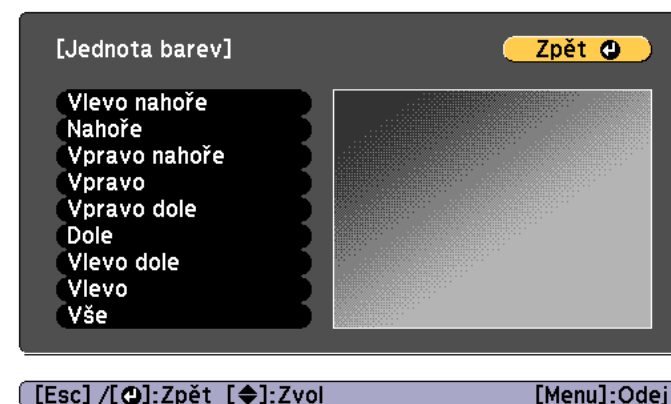 [Jednota barev]
Zpět
Vlevo nahoře
Nahoře
Vpravo nahoře
Vpravo
Vpravo dole
Dole
Vlevo dole
Vlevo
Vše
[Esc] /[⏎]:Zpět [◆]:Zvol [Menu]:Odej